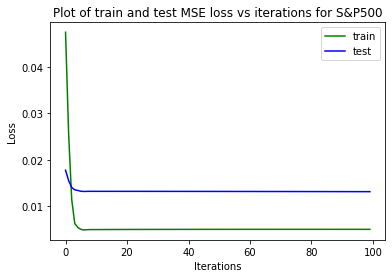 Plot of train and test MSE loss vs iterations for S&P500
train
test
0.04
0.03
0.02
0.01
Loss
0 20 40 60 80 100
Iterations